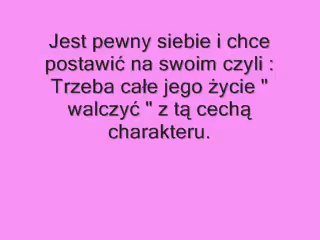 Jest pewny siebie i chce
postawić na swoim czyli :
Trzeba całe jego życie "
walczyć " z tą cechą
charakteru.